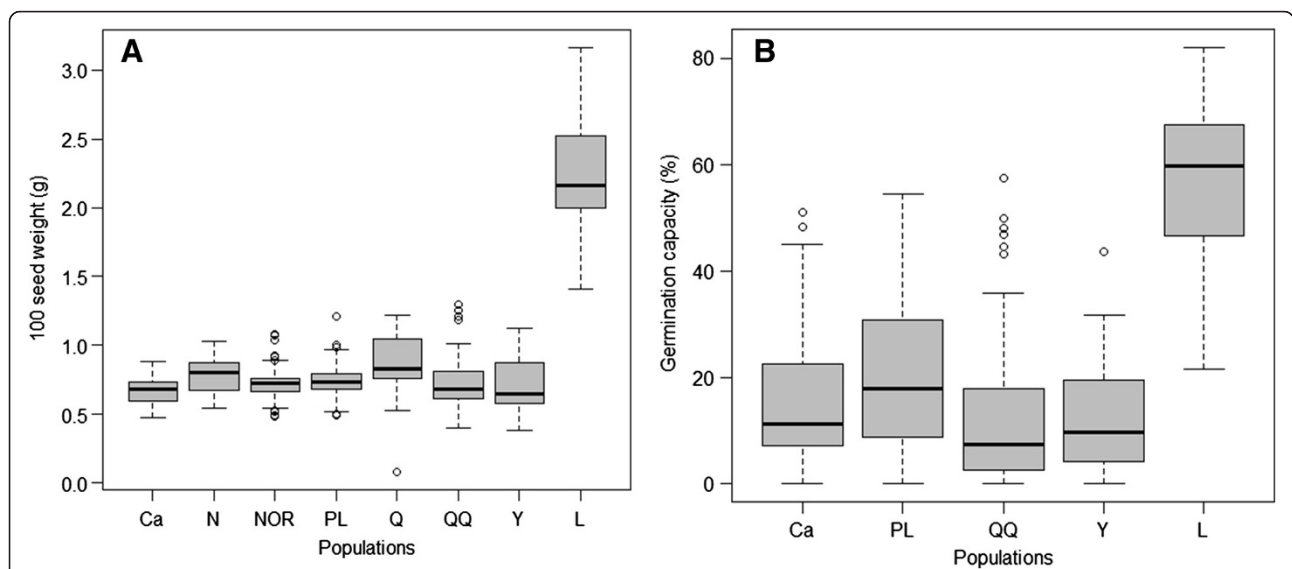 A
100 seed weight (g)
3.0
2.5
2.0
1.5
1.0
0.5
0.0
Ca N NOR PL Q QQ Y L
Populations
B
Germination capacity (%)
80
60
40
20
0
Ca PL QQ Y L
Populations